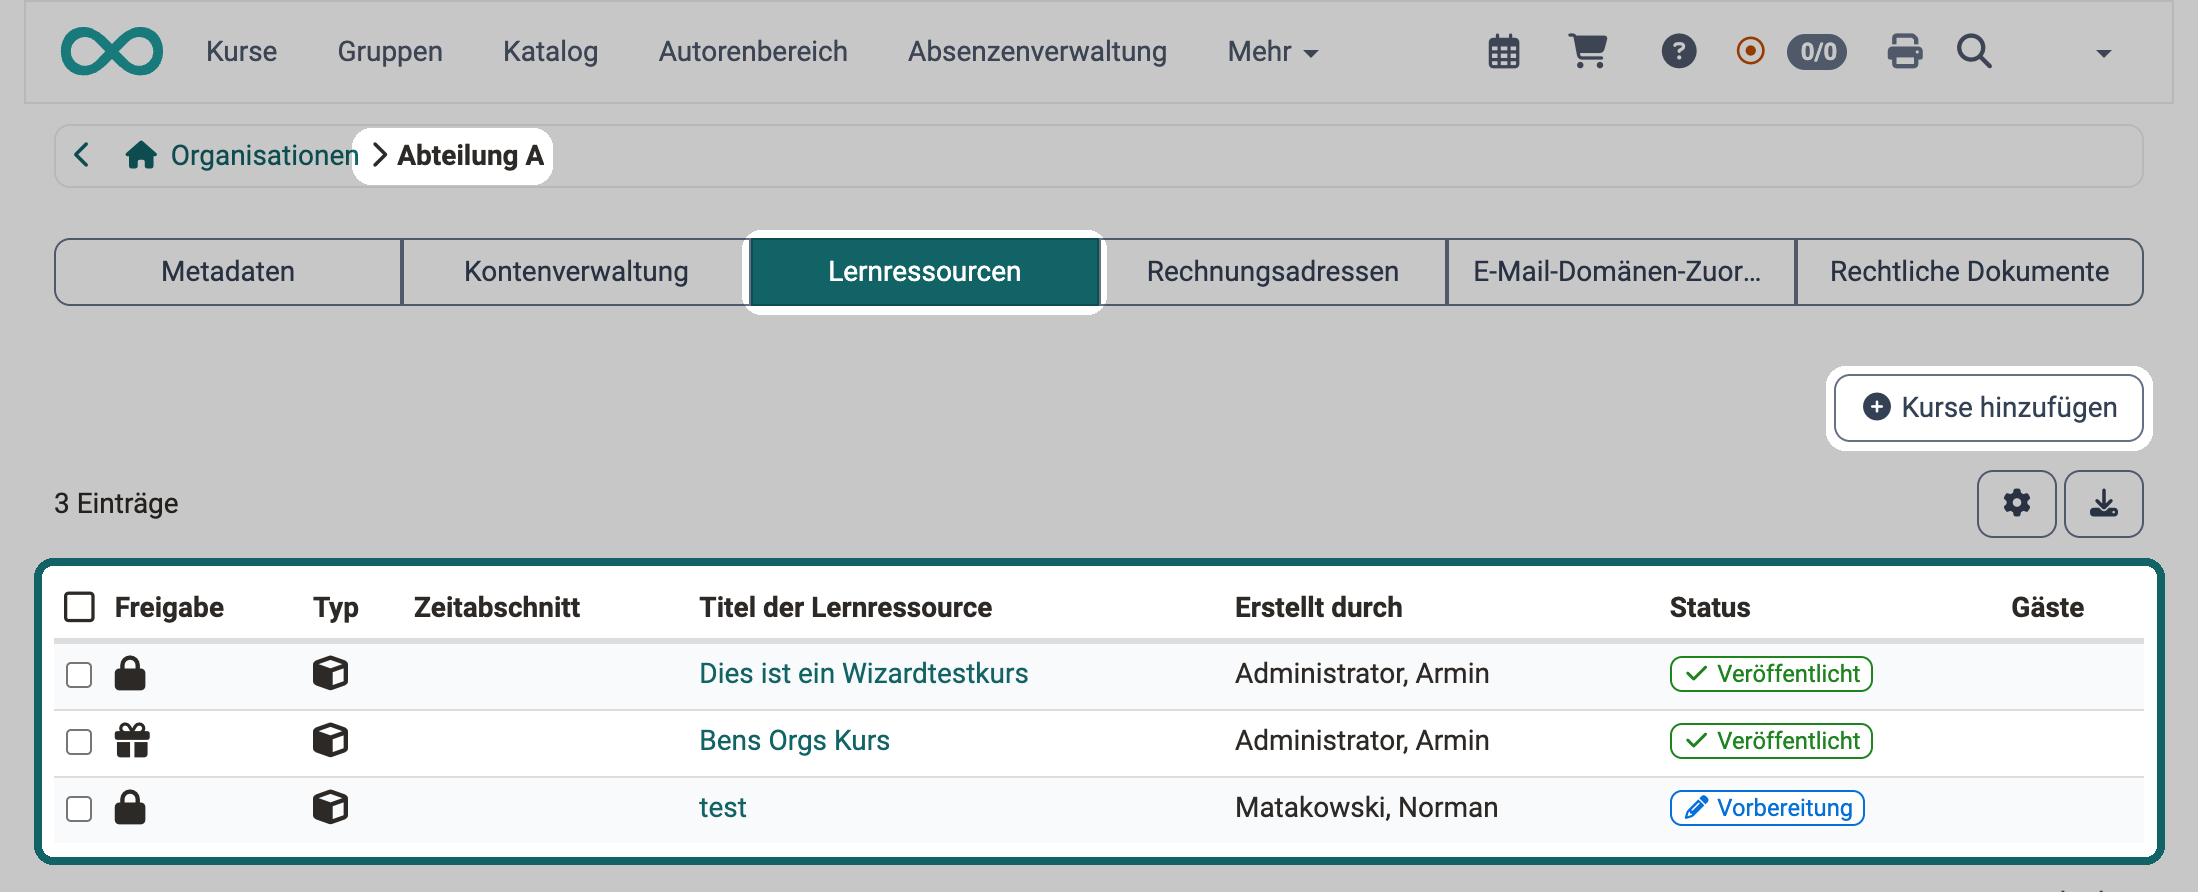 Kurse Gruppen Katalog Autorenbereich Absenzenverwaltung Mehr ? 0/0
Organisationen > Abteilung A
Metadaten Kontenverwaltung Lernressourcen Rechnungsadressen E-Mail-Domänen-Zuor... Rechtliche Dokumente
Kurse hinzufügen
3 Einträge
Freigabe Typ Zeitabschnitt Titel der Lernressource Erstellt durch Status Gäste
Dies ist ein Wizardtestkurs Administrator, Armin Veröffentlicht
Bens Orgs Kurs Administrator, Armin Veröffentlicht
test Matakowski, Norman Vorbereitung